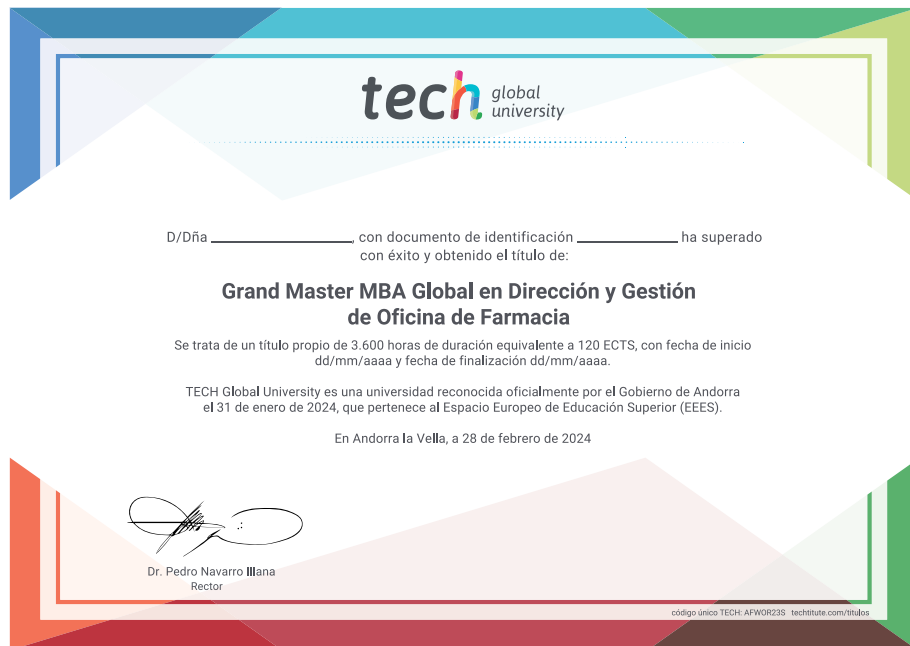 tech global university
D/Dña ______________, con documento de identificación __________ ha superado
con éxito y obtenido el título de:
Grand Master MBA Global en Dirección y Gestión
de Oficina de Farmacia
Se trata de un título propio de 3.600 horas de duración equivalente a 120 ECTS, con fecha de inicio
dd/mm/aaaa y fecha de finalización dd/mm/aaaa.
TECH Global University es una universidad reconocida oficialmente por el Gobierno de Andorra
el 31 de enero de 2024, que pertenece al Espacio Europeo de Educación Superior (EEES).
En Andorra la Vella, a 28 de febrero de 2024
Dr. Pedro Navarro Illana
Rector
código único TECH: AFWOR23S techtitute.com/titulos